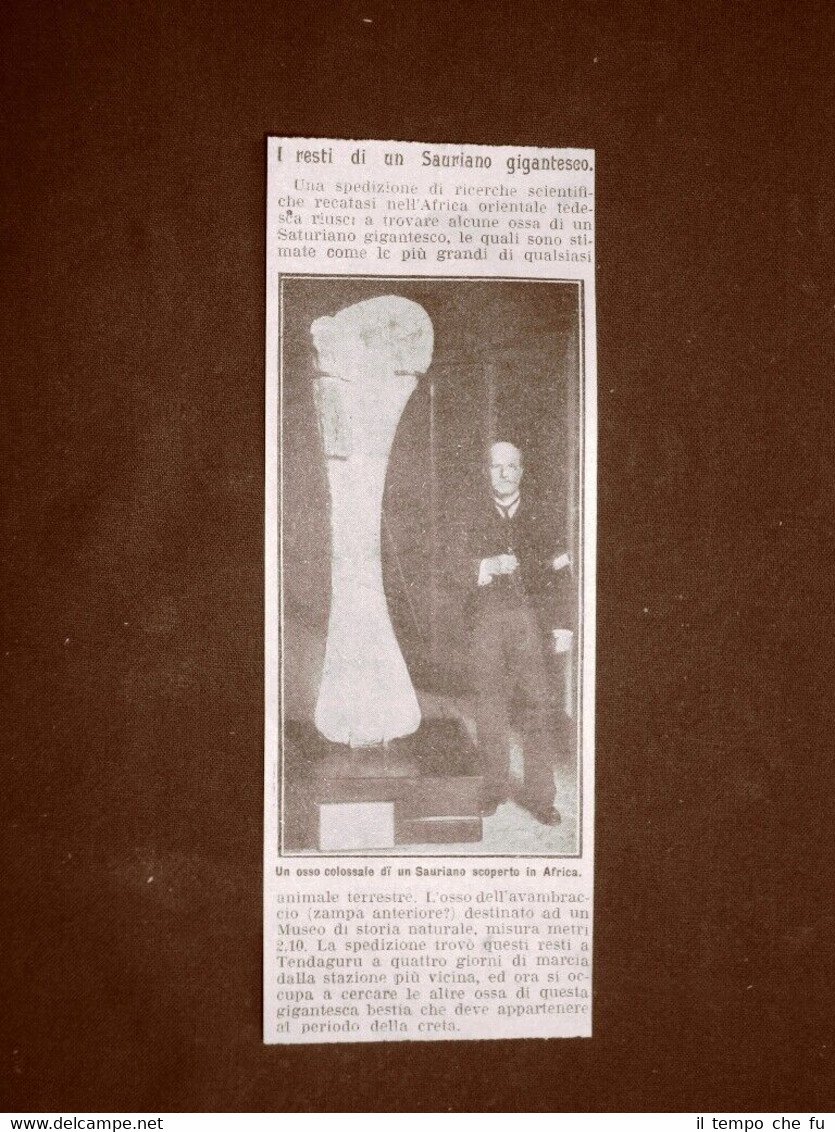 I resti di un Sauriano gigantesco.
Una spedizione di ricerche scientifi-
che recatasi nell'Africa orientale tede-
sca riuscì a trovare alcune ossa di un
Saturiano gigantesco, le quali sono sti-
mate come le più grandi di qualsiasi
Un osso colossale di un Sauriano scoperto in Africa.
animale terrestre. L'osso dell'avambrac-
cio (zampa anteriore?) destinato ad un
Museo di storia naturale, misura metri
2,10. La spedizione trovò questi resti a
Tendaguru a quattro giorni di marcia
dalla stazione più vicina, ed ora si oc-
cupa a cercare le altre ossa di questa
gigantesca bestia che deve appartenere
al periodo della creta.
www.delcampe.net
il tempo che fu